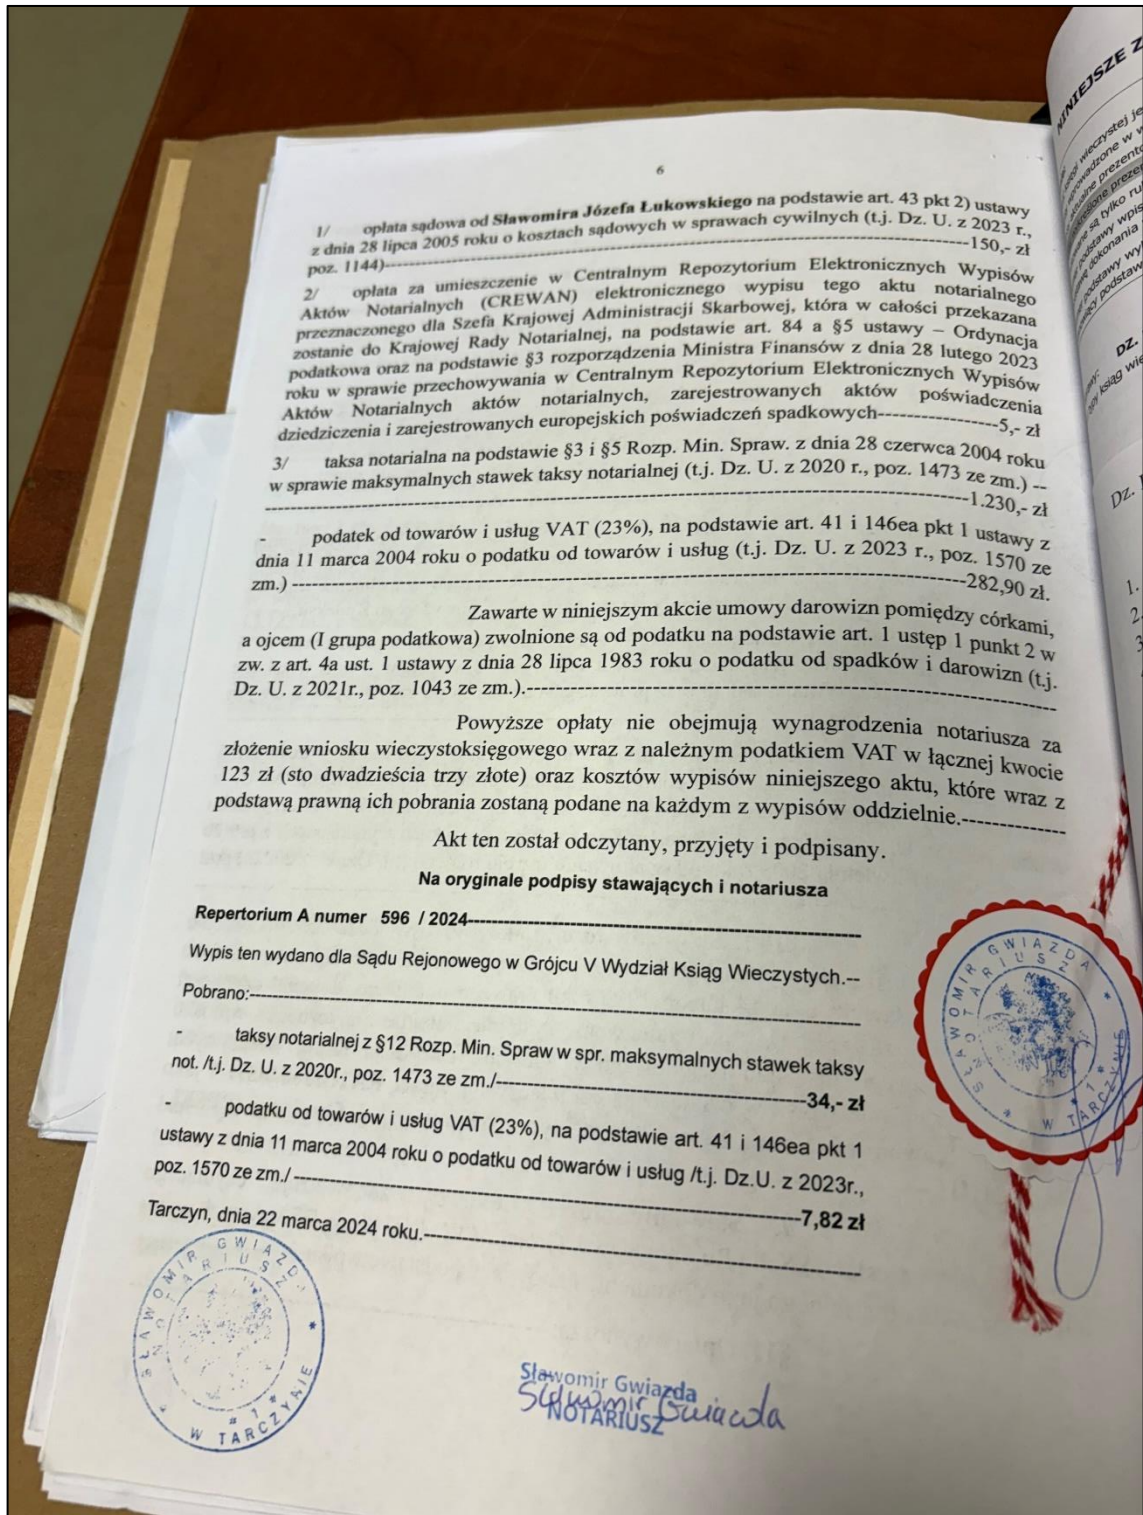 6
1/ opłata sądowa od Sławomira Józefa Łukowskiego na podstawie art. 43 pkt 2) ustawy
z dnia 28 lipca 2005 roku o kosztach sądowych w sprawach cywilnych (t.j. Dz. U. z 2023 r.,
poz. 1144)---150,- zł
2/ opłata za umieszczenie w Centralnym Repozytorium Elektronicznych Wypisów
Aktów Notarialnych (CREWAN) elektronicznego wypisu tego aktu notarialnego
przeznaczonego dla Szefa Krajowej Administracji Skarbowej, która w całości przekazana
zostanie do Krajowej Rady Notarialnej, na podstawie art. 84 a §5 ustawy – Ordynacja
podatkowa oraz na podstawie §3 rozporządzenia Ministra Finansów z dnia 28 lutego 2023
roku w sprawie przechowywania w Centralnym Repozytorium Elektronicznych Wypisów
Aktów Notarialnych aktów notarialnych, zarejestrowanych aktów poświadczenia
dziedziczenia i zarejestrowanych europejskich poświadczeń spadkowych---5,- zł
3/ taksa notarialna na podstawie §3 i §5 Rozp. Min. Spraw. z dnia 28 czerwca 2004 roku
w sprawie maksymalnych stawek taksy notarialnej (t.j. Dz. U. z 2020 r., poz. 1473 ze zm.) --
---1.230,- zł
- podatek od towarów i usług VAT (23%), na podstawie art. 41 i 146ea pkt 1 ustawy z
dnia 11 marca 2004 roku o podatku od towarów i usług (t.j. Dz. U. z 2023 r., poz. 1570 ze
zm.) ---282,90 zł.
Zawarte w niniejszym akcie umowy darowizn pomiędzy córkami,
a ojcem (I grupa podatkowa) zwolnione są od podatku na podstawie art. 1 ustęp 1 punkt 2 w
zw. z art. 4a ust. 1 ustawy z dnia 28 lipca 1983 roku o podatku od spadków i darowizn (t.j.
Dz. U. z 2021r., poz. 1043 ze zm.).---
Powyższe opłaty nie obejmują wynagrodzenia notariusza za
złożenie wniosku wieczystoksięgowego wraz z należnym podatkiem VAT w łącznej kwocie
123 zł (sto dwadzieścia trzy złote) oraz kosztów wypisów niniejszego aktu, które wraz z
podstawą prawną ich pobrania zostaną podane na każdym z wypisów oddzielnie.---
Akt ten został odczytany, przyjęty i podpisany.
Na oryginale podpisy stawających i notariusza
Repertorium A numer 596 / 2024---
Wypis ten wydano dla Sądu Rejonowego w Grójcu V Wydział Ksiąg Wieczystych.--
Pobrano:---
- taksy notarialnej z §12 Rozp. Min. Spraw w spr. maksymalnych stawek taksy
not. /t.j. Dz. U. z 2020r., poz. 1473 ze zm./---34,- zł
- podatku od towarów i usług VAT (23%), na podstawie art. 41 i 146ea pkt 1
ustawy z dnia 11 marca 2004 roku o podatku od towarów i usług /t.j. Dz.U. z 2023r.,
poz. 1570 ze zm./ ---7,82 zł
Tarczyn, dnia 22 marca 2024 roku.---
SŁAWOMIR GWIAZDA
NOTARIUSZ
* 1 *
W TARCZYNIE
Sławomir Gwiazda
NOTARIUSZ
Sławomir Gwiazda
SŁAWOMIR GWIAZDA
NOTARIUSZ
* 1 *
W TARCZYNIE
NINIEJSZE Z
DZ.
Dz.
1.
2.
3